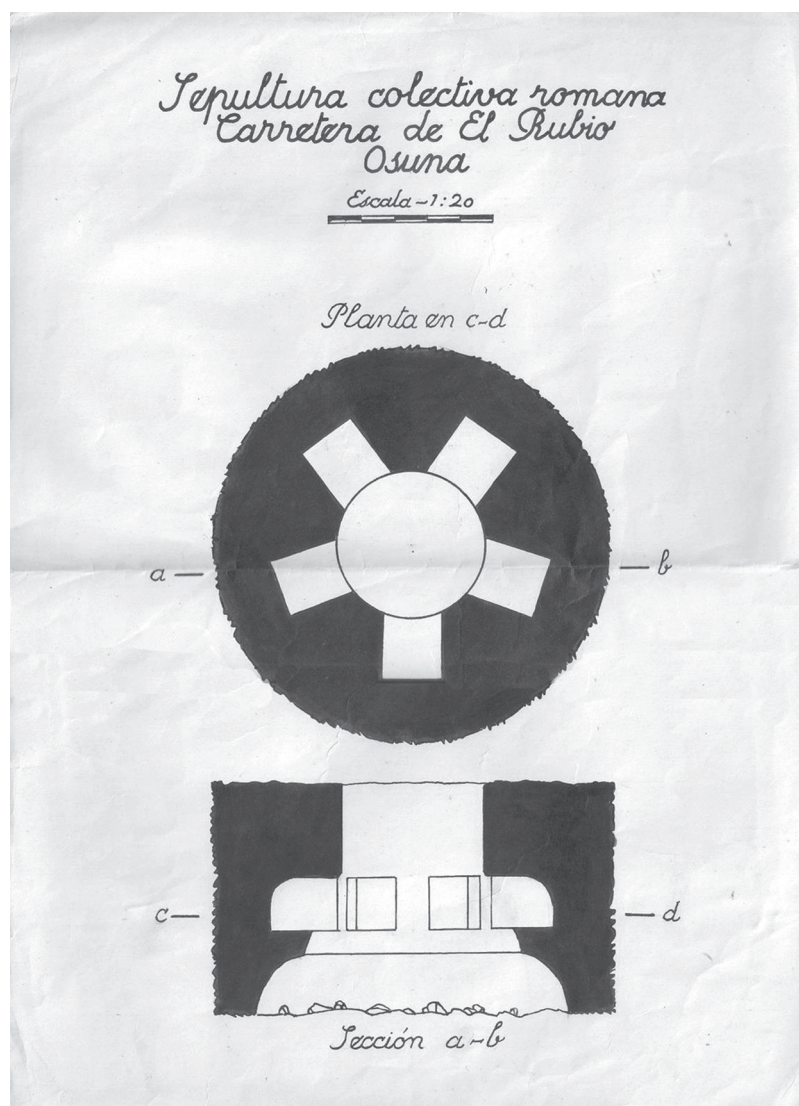 Sepultura colectiva romana
Carretera de El Rubio
Osuna
Escala-1:20
Planta en c-d
a
b
c
d
Sección a-b